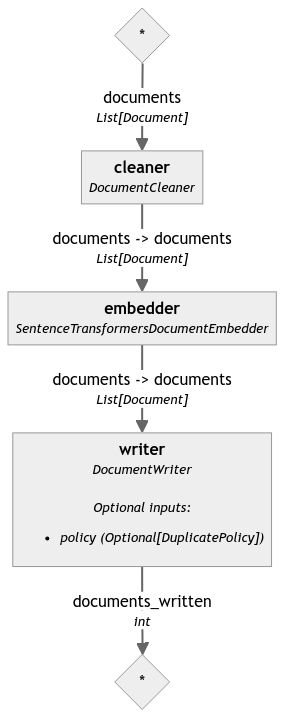 *
documents
List[Document]
cleaner
DocumentCleaner
documents -> documents
List[Document]
embedder
SentenceTransformersDocumentEmbedder
documents -> documents
List[Document]
writer
DocumentWriter
Optional inputs:
• policy (Optional[DuplicatePolicy])
documents_written
int
*